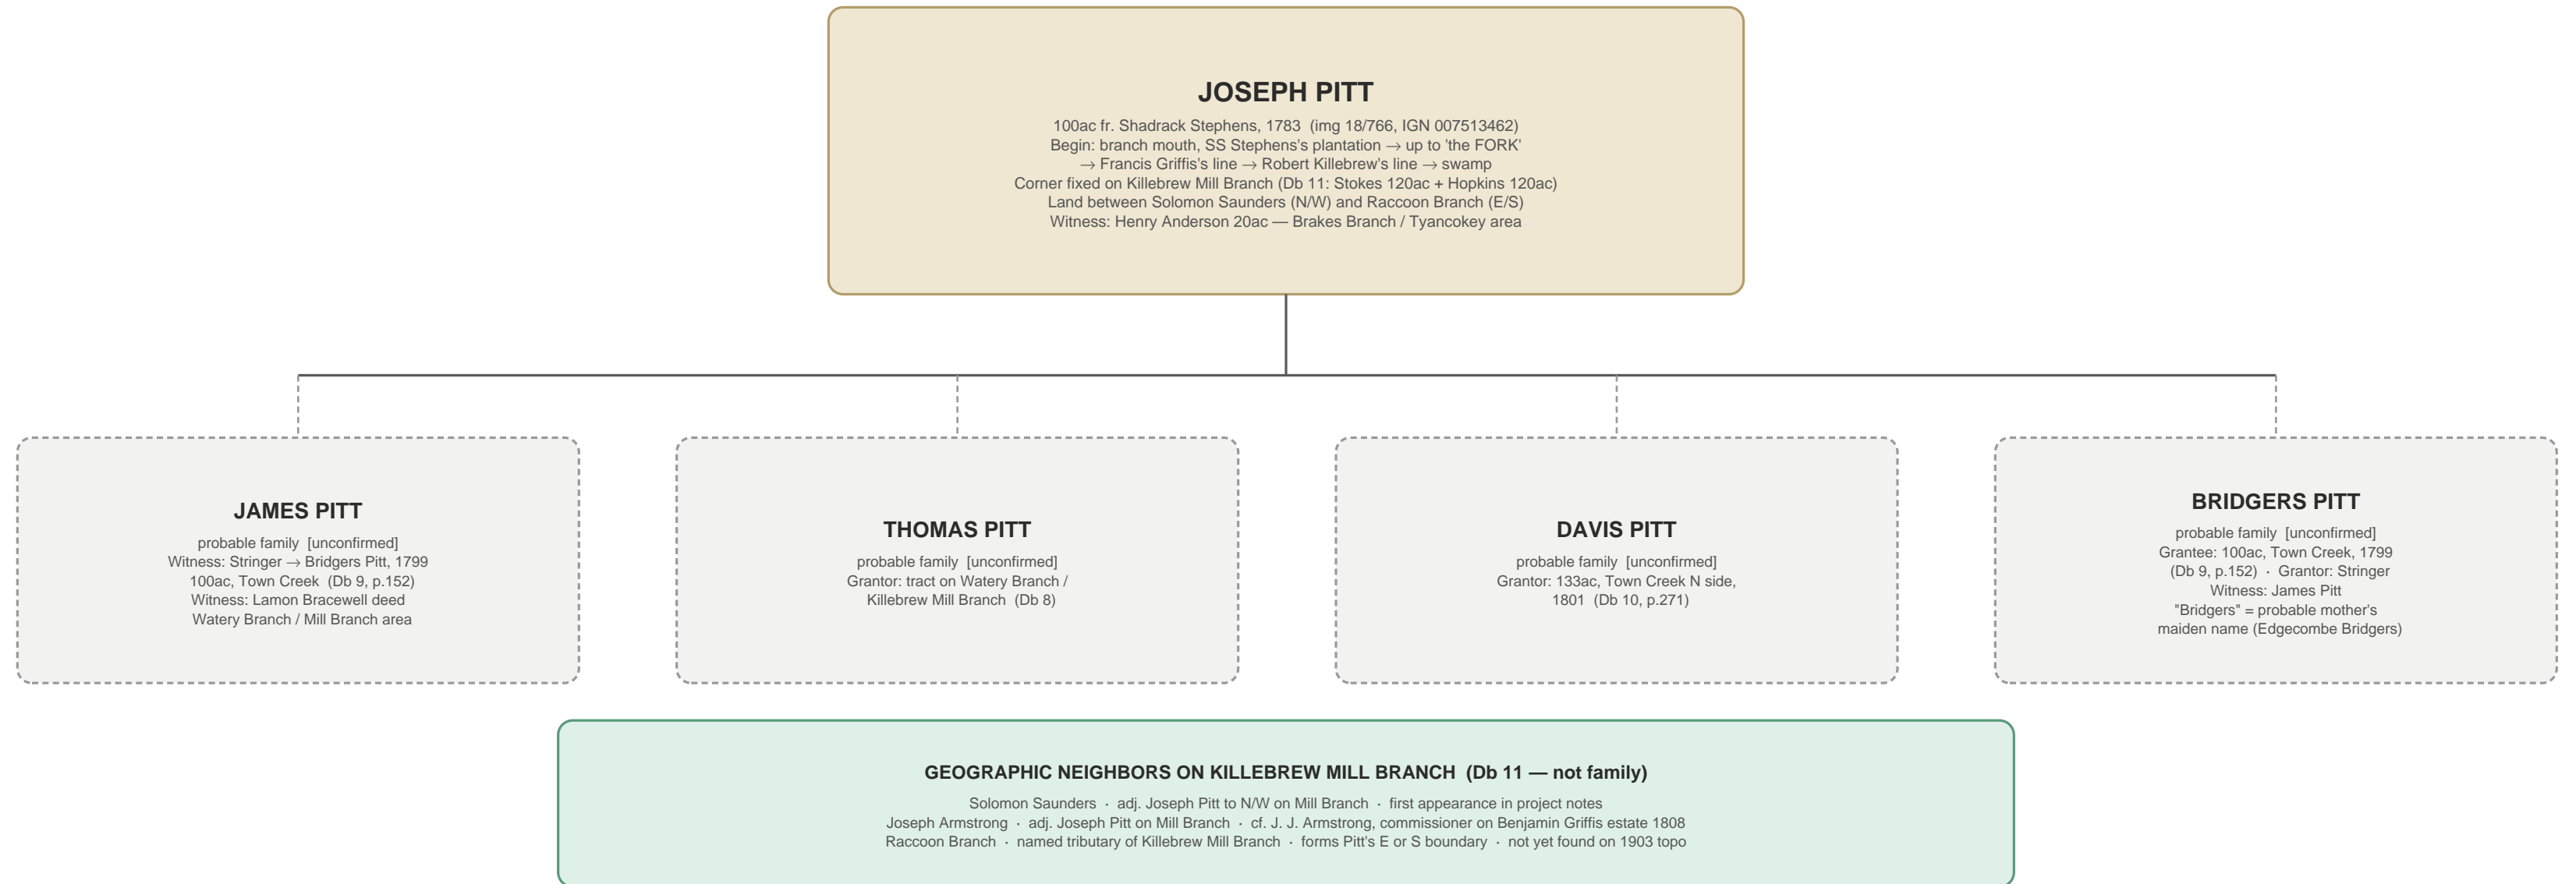 JOSEPH PITT
100ac fr. Shadrack Stephens, 1783 (img 18/766, IGN 007513462)
Begin: branch mouth, SS Stephens's plantation → up to 'the FORK'
→ Francis Griffis's line → Robert Killebrew's line → swamp
Corner fixed on Killebrew Mill Branch (Db 11: Stokes 120ac + Hopkins 120ac)
Land between Solomon Saunders (N/W) and Raccoon Branch (E/S)
Witness: Henry Anderson 20ac — Brakes Branch / Tyancokey area
JAMES PITT
probable family [unconfirmed]
Witness: Stringer → Bridgers Pitt, 1799
100ac, Town Creek (Db 9, p.152)
Witness: Lamon Bracewell deed
Watery Branch / Mill Branch area
THOMAS PITT
probable family [unconfirmed]
Grantor: tract on Watery Branch /
Killebrew Mill Branch (Db 8)
DAVIS PITT
probable family [unconfirmed]
Grantor: 133ac, Town Creek N side,
1801 (Db 10, p.271)
BRIDGERS PITT
probable family [unconfirmed]
Grantee: 100ac, Town Creek, 1799
(Db 9, p.152) · Grantor: Stringer
Witness: James Pitt
"Bridgers" = probable mother's
maiden name (Edgecombe Bridgers)
GEOGRAPHIC NEIGHBORS ON KILLEBREW MILL BRANCH (Db 11 — not family)
Solomon Saunders · adj. Joseph Pitt to N/W on Mill Branch · first appearance in project notes
Joseph Armstrong · adj. Joseph Pitt on Mill Branch · cf. J. J. Armstrong, commissioner on Benjamin Griffis estate 1808
Raccoon Branch · named tributary of Killebrew Mill Branch · forms Pitt's E or S boundary · not yet found on 1903 topo